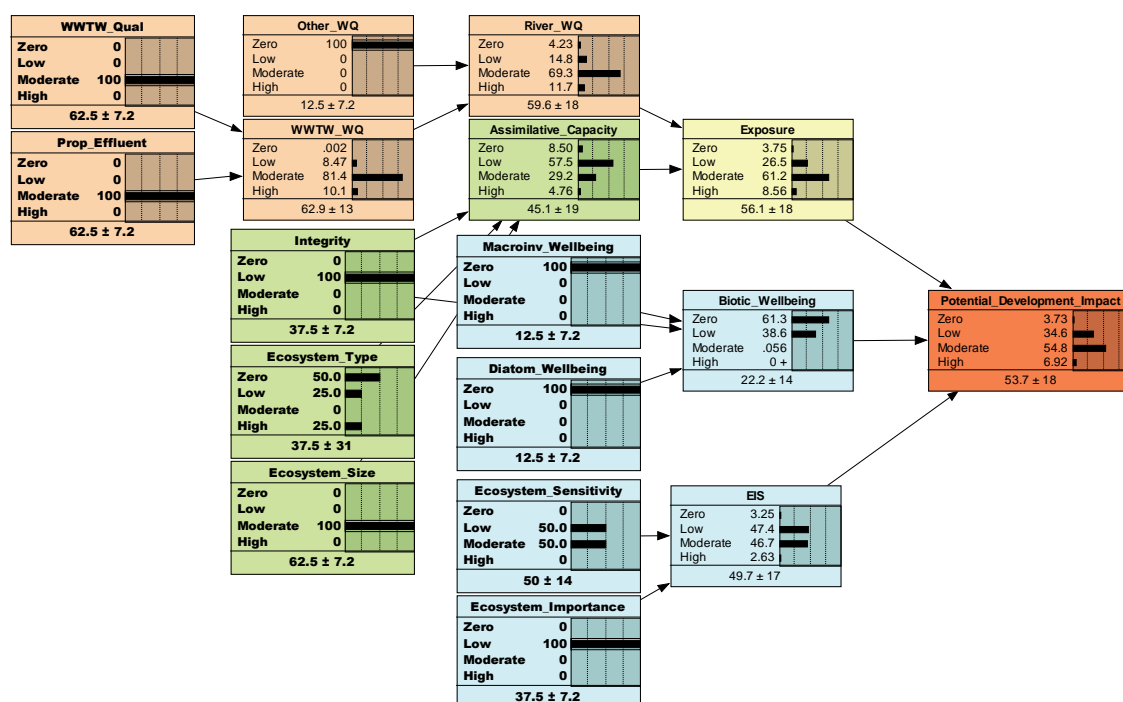 WWTW_Qual
Zero 0
Low 0
Moderate 100
High 0
62.5 ± 7.2
Prop_Effluent
Zero 0
Low 0
Moderate 100
High 0
62.5 ± 7.2
Other_WQ
Zero 100
Low 0
Moderate 0
High 0
12.5 ± 7.2
WWTW_WQ
Zero .002
Low 8.47
Moderate 81.4
High 10.1
62.9 ± 13
River_WQ
Zero 4.23
Low 14.8
Moderate 69.3
High 11.7
59.6 ± 18
Assimilative_Capacity
Zero 8.50
Low 57.5
Moderate 29.2
High 4.76
45.1 ± 19
Exposure
Zero 3.75
Low 26.5
Moderate 61.2
High 8.56
56.1 ± 18
Integrity
Zero 0
Low 100
Moderate 0
High 0
37.5 ± 7.2
Ecosystem_Type
Zero 50.0
Low 25.0
Moderate 0
High 25.0
37.5 ± 31
Ecosystem_Size
Zero 0
Low 0
Moderate 100
High 0
62.5 ± 7.2
Macroinv_Wellbeing
Zero 100
Low 0
Moderate 0
High 0
12.5 ± 7.2
Diatom_Wellbeing
Zero 100
Low 0
Moderate 0
High 0
12.5 ± 7.2
Biotic_Wellbeing
Zero 61.3
Low 38.6
Moderate .056
High 0 +
22.2 ± 14
Potential_Development_Impact
Zero 3.73
Low 34.6
Moderate 54.8
High 6.92
53.7 ± 18
Ecosystem_Sensitivity
Zero 0
Low 50.0
Moderate 50.0
High 0
50 ± 14
EIS
Zero 3.25
Low 47.4
Moderate 46.7
High 2.63
49.7 ± 17
Ecosystem_Importance
Zero 0
Low 100
Moderate 0
High 0
37.5 ± 7.2